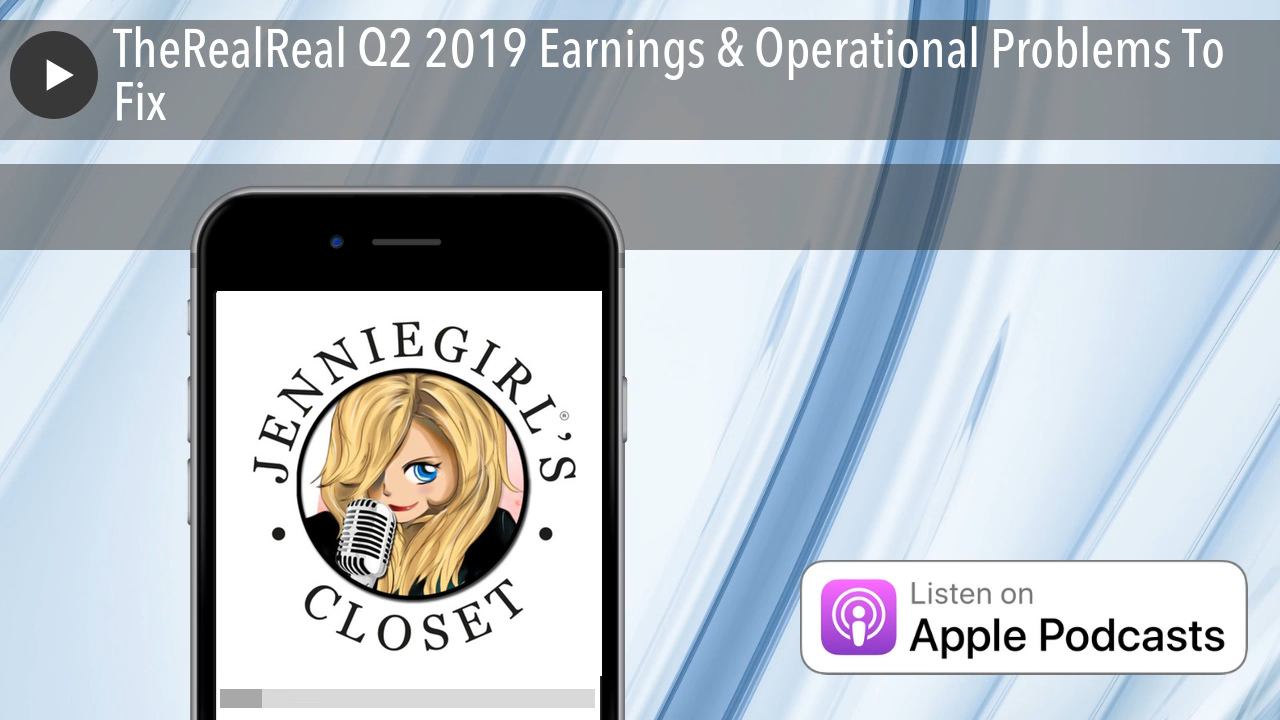 TheRealReal Q2 2019 Earnings & Operational Problems To
Fix
JENNIEGIRL'S®
CLOSET
Listen on
Apple Podcasts